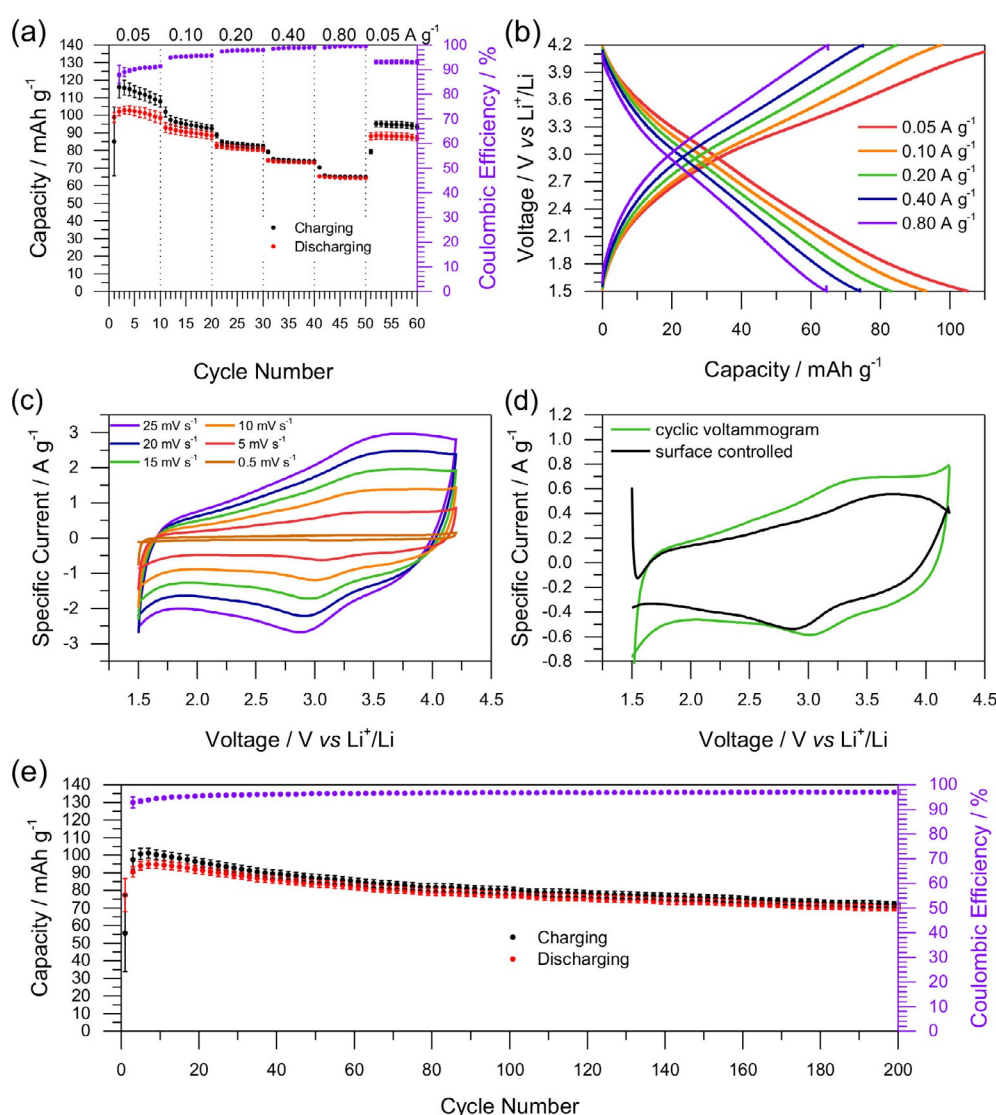 (a)
0.05 0.10 0.20 0.40 0.80 0.05 A g⁻¹
140
130
120
110
100
90
80
70
60
50
40
30
20
10
0
Capacity / mAh g⁻¹
100
90
80
70
60
50
40
30
20
10
0
Coulombic Efficiency / %
Charging
Discharging
0 5 10 15 20 25 30 35 40 45 50 55 60
Cycle Number
(b)
4.2
3.9
3.6
3.3
3.0
2.7
2.4
2.1
1.8
1.5
Voltage / V vs Li⁺/Li
0.05 A g⁻¹
0.10 A g⁻¹
0.20 A g⁻¹
0.40 A g⁻¹
0.80 A g⁻¹
0 20 40 60 80 100
Capacity / mAh g⁻¹
(c)
3
2
1
0
-1
-2
-3
Specific Current / A g⁻¹
25 mV s⁻¹ 10 mV s⁻¹
20 mV s⁻¹ 5 mV s⁻¹
15 mV s⁻¹ 0.5 mV s⁻¹
1.5 2.0 2.5 3.0 3.5 4.0 4.5
Voltage / V vs Li⁺/Li
(d)
1.2
1.0
0.8
0.6
0.4
0.2
0.0
-0.2
-0.4
-0.6
-0.8
Specific Current / A g⁻¹
cyclic voltammogram
surface controlled
1.5 2.0 2.5 3.0 3.5 4.0 4.5
Voltage / V vs Li⁺/Li
(e)
140
130
120
110
100
90
80
70
60
50
40
30
20
10
0
Capacity / mAh g⁻¹
100
90
80
70
60
50
40
30
20
10
0
Coulombic Efficiency / %
Charging
Discharging
0 20 40 60 80 100 120 140 160 180 200
Cycle Number